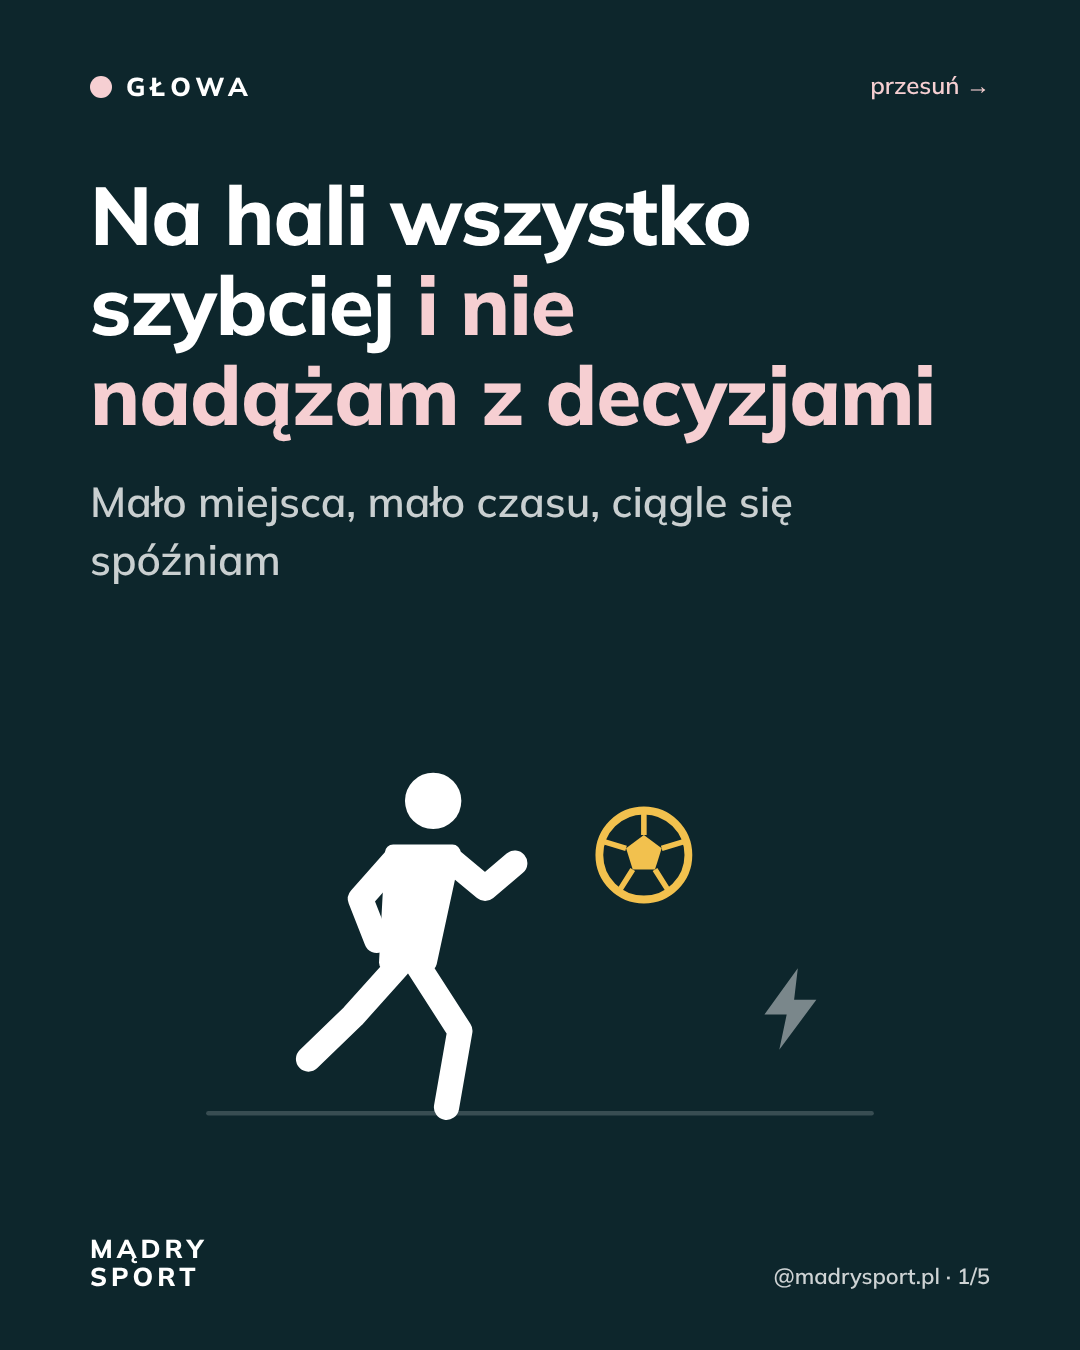 GŁOWA
przesuń →
Na hali wszystko
szybciej i nie
nadążam z decyzjami
Mało miejsca, mało czasu, ciągle się
spóźniam
MĄDRY
SPORT
@madrysport.pl · 1/5